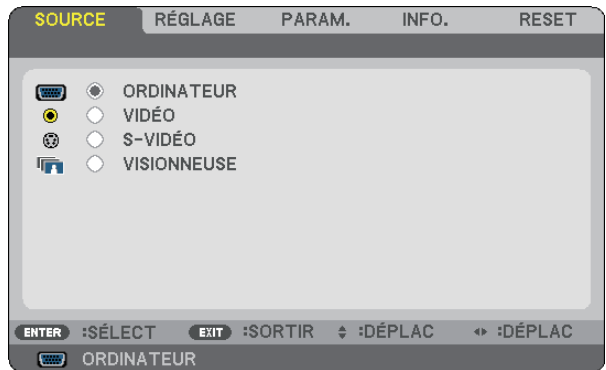 SOURCE RÉGLAGE PARAM. INFO. RESET
ORDINATEUR
VIDÉO
S-VIDÉO
VISIONNEUSE
ENTER :SÉLECT EXIT :SORTIR :DÉPLAC :DÉPLAC
ORDINATEUR